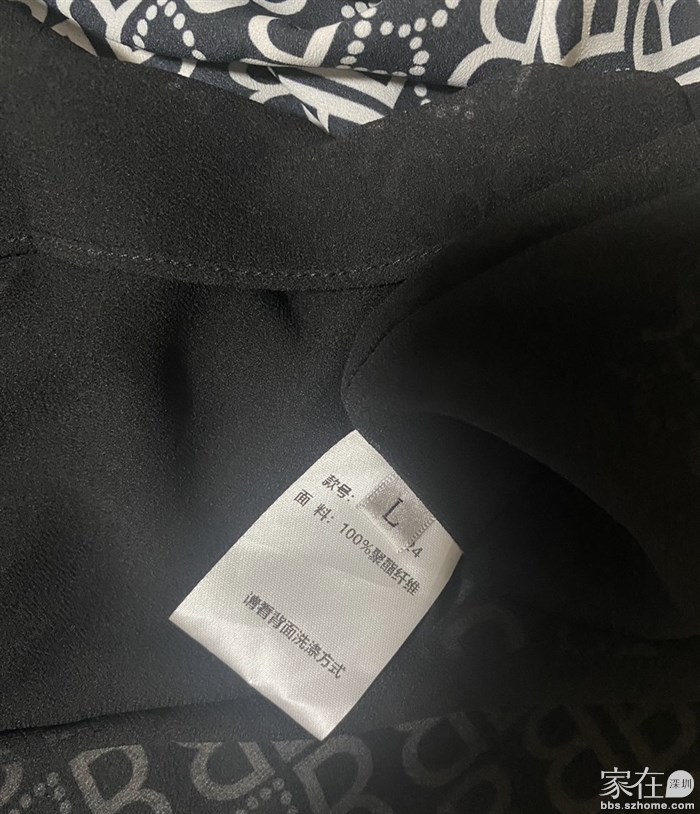 款号:
L
24
面 料: 100%聚酯纤维
请看背面洗涤方式
家在深圳
bbs.szhome.com